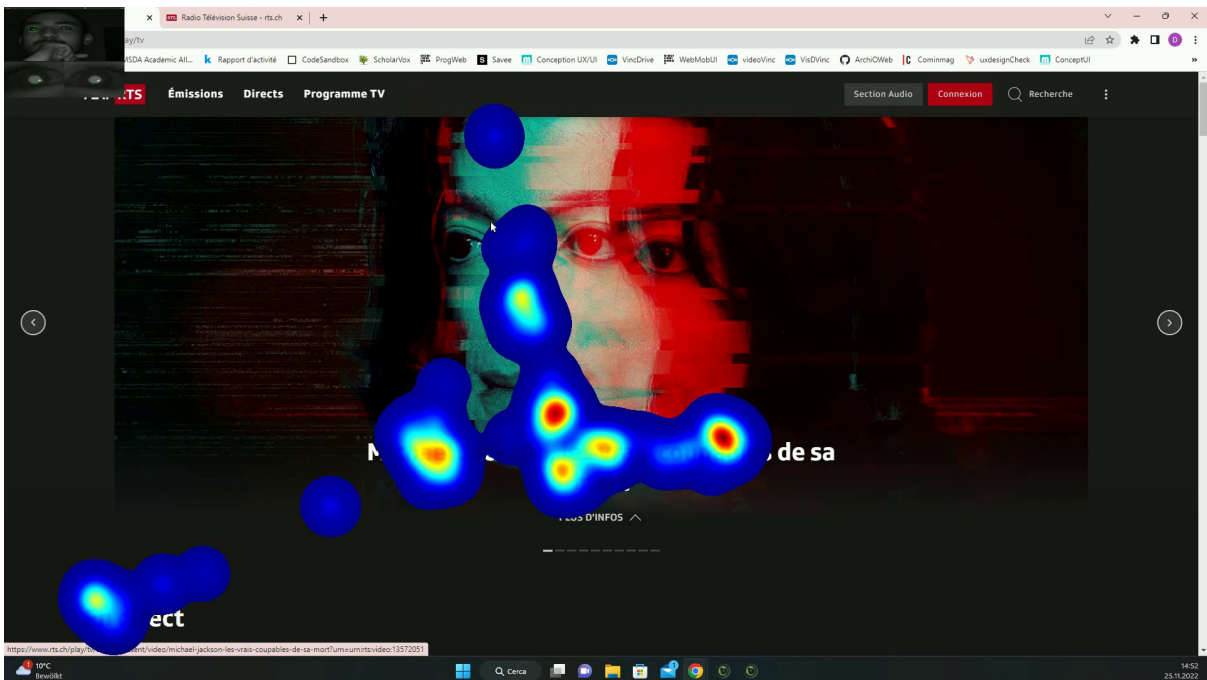 Radio Télévision Suisse - rts.ch
ay/tv
MSDA Academic All... Rapport d'activité CodeSandbox ScholarVox ProgWeb Savee Conception UX/UI VincDrive WebMobUI videoVinc VisDVinc ArchiOWeb Cominmag uxdesignCheck ConceptUI »
RTS Émissions Directs Programme TV Section Audio Connexion Recherche
de sa
PLUS D'INFOS
ect
https://www.rts.ch/play/tv/ ent/video/michael-jackson-les-vrais-coupables-de-sa-mort?urn=urn:rts:video:13572051
10°C
Bewölkt
Cerca
14:52
25.11.2022